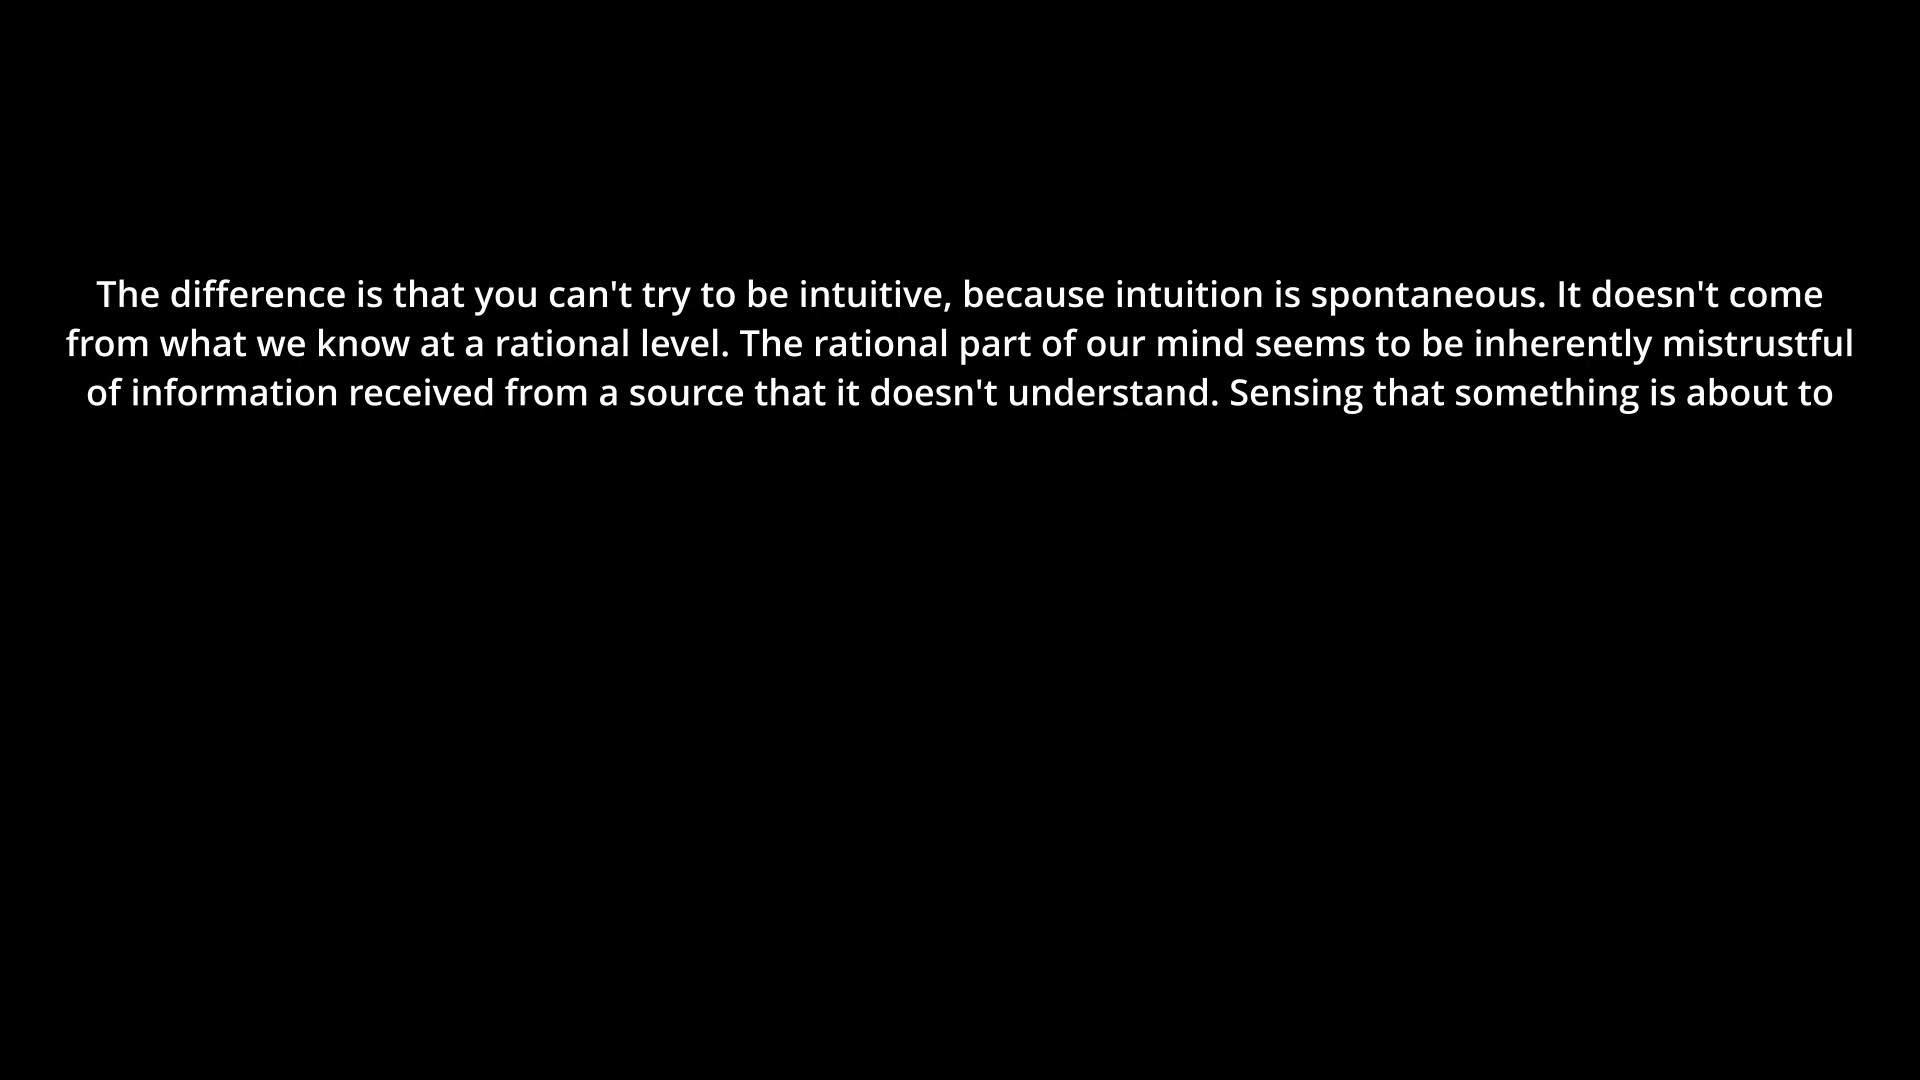 The difference is that you can't try to be intuitive, because intuition is spontaneous. It doesn't come
from what we know at a rational level. The rational part of our mind seems to be inherently mistrustful
of information received from a source that it doesn't understand. Sensing that something is about to